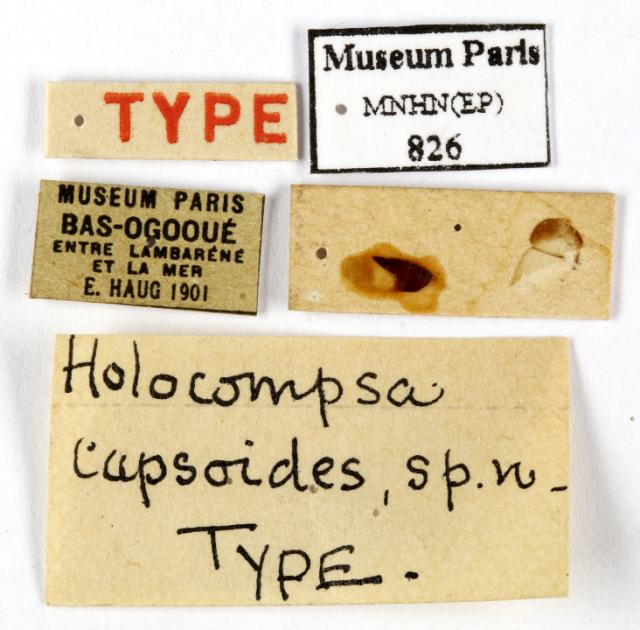 TYPE
Museum Paris
MNHN(EP)
826
MUSEUM PARIS
BAS-OGOOUÉ
ENTRE LAMBARÉNÉ
ET LA MER
E. HAUG 1901
Holocompsa
capsoides, sp.n.
TYPE.